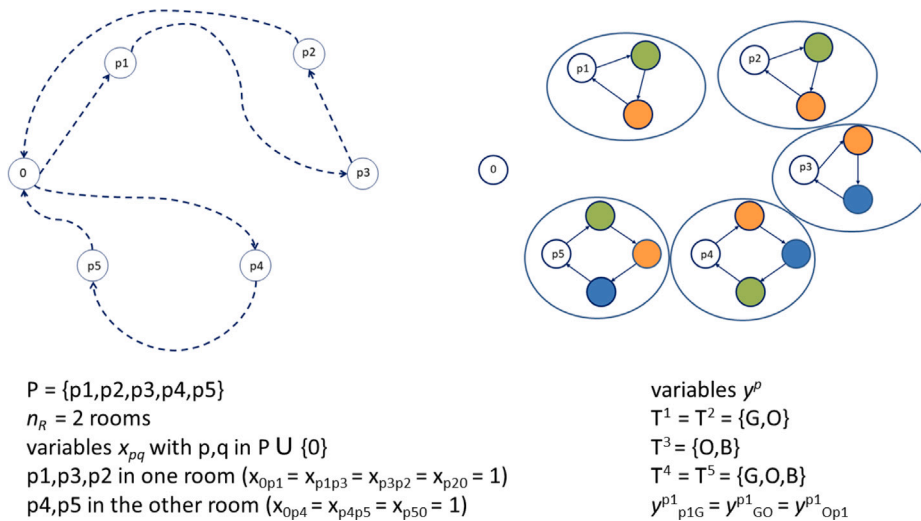 p1
p2
0
p3
p5
p4
p1
p2
p3
0
p5
p4
P = {p1,p2,p3,p4,p5}
n_R = 2 rooms
variables x_pq with p,q in P U {0}
p1,p3,p2 in one room (x_0p1 = x_p1p3 = x_p3p2 = x_p20 = 1)
p4,p5 in the other room (x_0p4 = x_p4p5 = x_p50 = 1)
variables y^p
T^1 = T^2 = {G,O}
T^3 = {O,B}
T^4 = T^5 = {G,O,B}
y^p1_p1G = y^p1_GO = y^p1_Op1